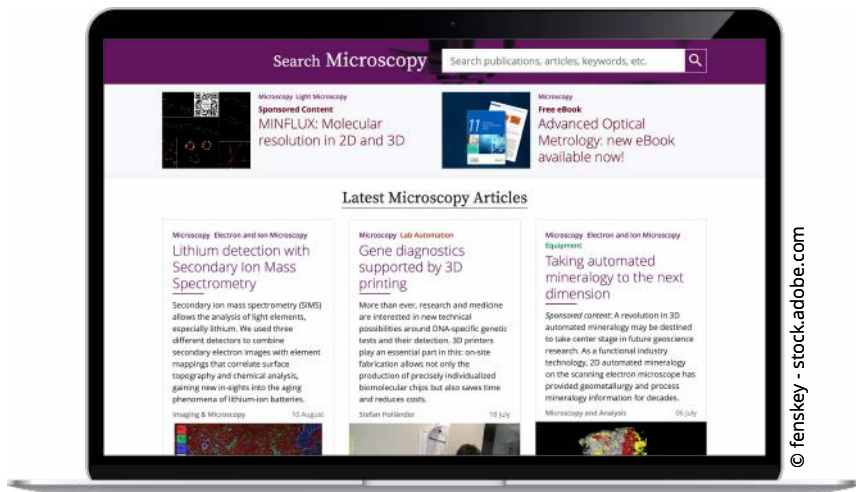 Search Microscopy
Search publications, articles, keywords, etc.
Microscopy Light Microscopy
Sponsored Content
MINFLUX: Molecular
resolution in 2D and 3D
Microscopy
Free eBook
Advanced Optical
Metrology: new eBook
available now!
11
Latest Microscopy Articles
Microscopy Electron and Ion Microscopy
Lithium detection with
Secondary Ion Mass
Spectrometry
Secondary ion mass spectrometry (SIMS)
allows the analysis of light elements,
especially lithium. We used three
different detectors to combine
secondary electron images with element
mappings that correlate surface
topography and chemical analysis,
gaining new in-sights into the aging
phenomena of lithium-ion batteries.
Imaging & Microscopy 10 August
Microscopy Lab Automation
Gene diagnostics
supported by 3D
printing
More than ever, research and medicine
are interested in new technical
possibilities around DNA-specific genetic
tests and their detection. 3D printers
play an essential part in this: on-site
fabrication allows not only the
production of precisely individualized
biomolecular chips but also saves time
and reduces costs.
Stefan Holländer 18 July
Microscopy Electron and Ion Microscopy
Equipment
Taking automated
mineralogy to the next
dimension
Sponsored content: A revolution in 3D
automated mineralogy may be destined
to take center stage in future geoscience
research. As a functional industry
technology, 2D automated mineralogy
on the scanning electron microscope has
provided geometallurgy and process
mineralogy information for decades.
Microscopy and Analysis 06 July
© fenskey - stock.adobe.com